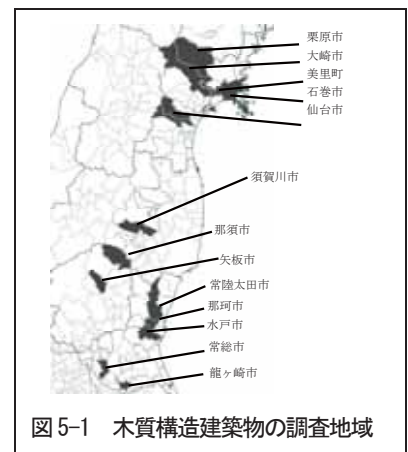 栗原市
大崎市
美里町
石巻市
仙台市
須賀川市
那須市
矢板市
常陸太田市
那珂市
水戸市
常総市
龍ヶ崎市
図 5-1　木質構造建築物の調査地域